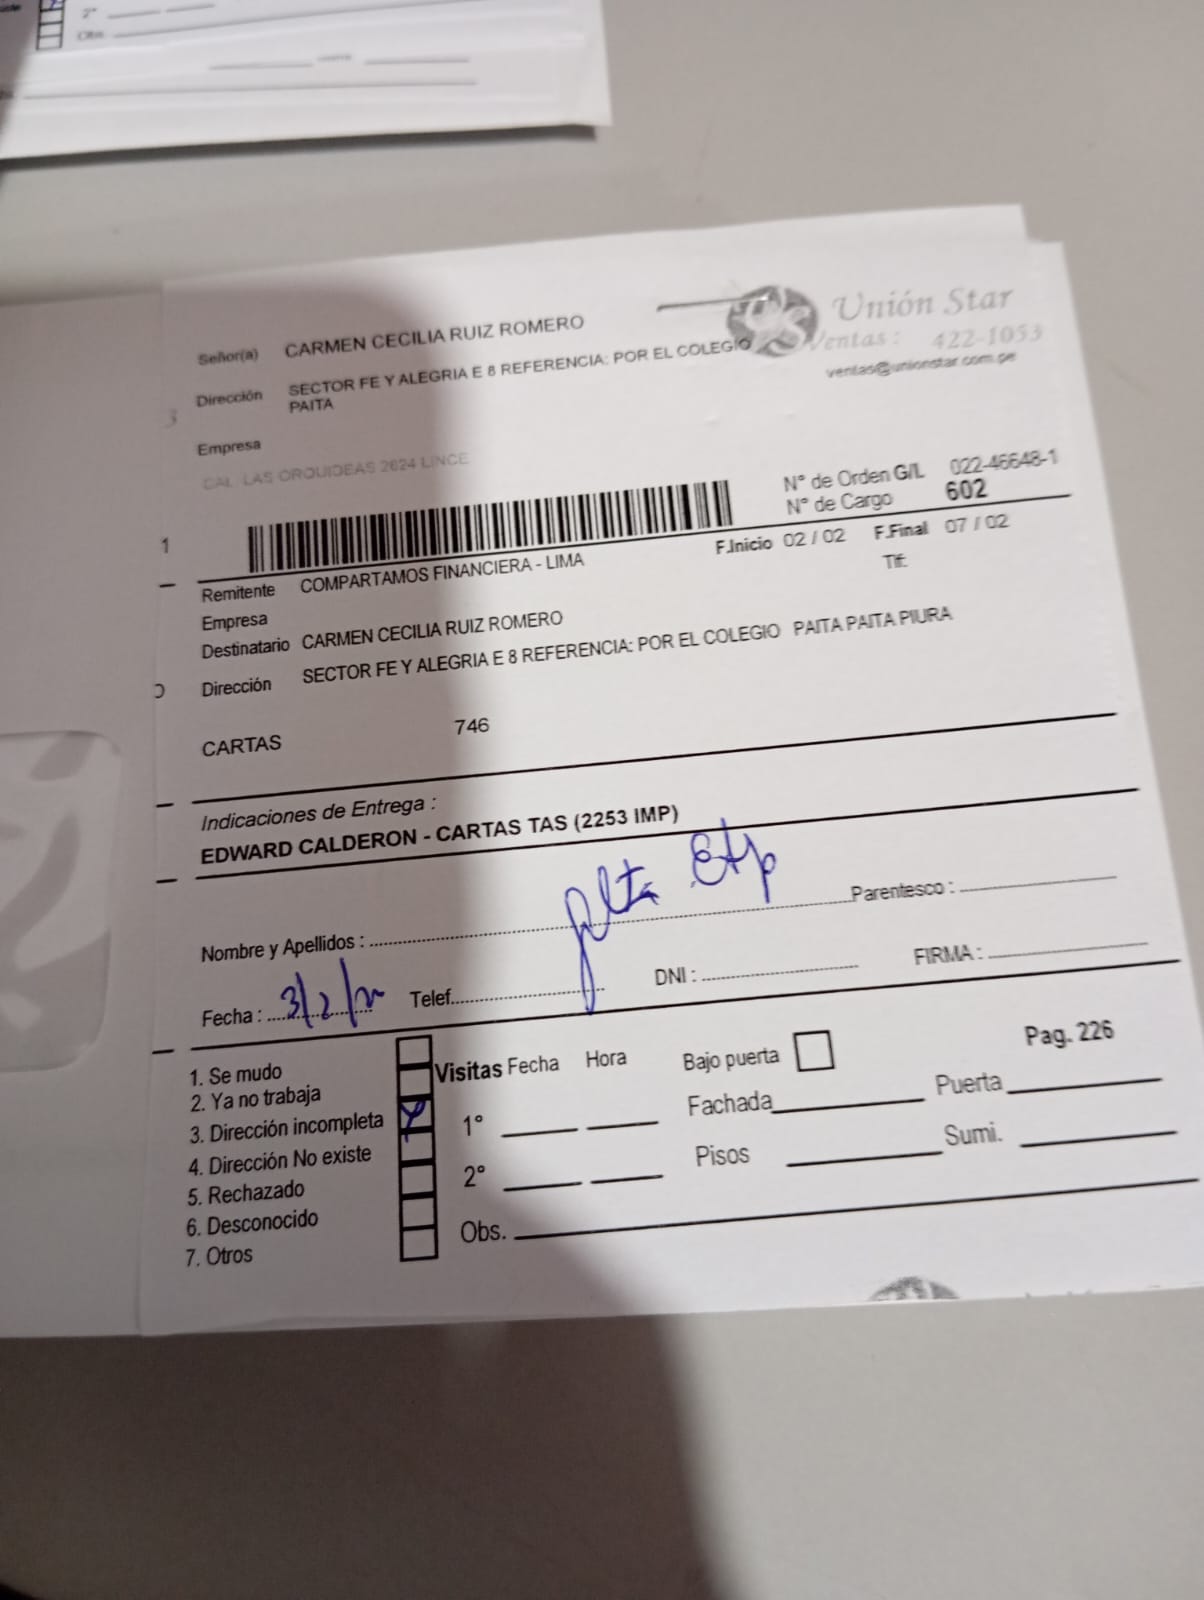 2°
Obs.
Unión Star
Ventas: 422-1053
ventas@unionstar.com.pe
Señor(a) CARMEN CECILIA RUIZ ROMERO
Dirección SECTOR FE Y ALEGRIA E 8 REFERENCIA: POR EL COLEGIO
PAITA
Empresa
CAL. LAS ORQUIDEAS 2624 LINCE
N° de Orden G/L 022-46648-1
N° de Cargo 602
1
F.Inicio 02 / 02 F.Final 07 / 02
Remitente COMPARTAMOS FINANCIERA - LIMA
Tlf:
Empresa
Destinatario CARMEN CECILIA RUIZ ROMERO
Dirección SECTOR FE Y ALEGRIA E 8 REFERENCIA: POR EL COLEGIO PAITA PAITA PIURA
CARTAS 746
Indicaciones de Entrega :
EDWARD CALDERON - CARTAS TAS (2253 IMP)
Nombre y Apellidos : Parentesco :
Fecha : 3/2/ Telef. DNI : FIRMA :
1. Se mudo
2. Ya no trabaja
3. Dirección incompleta
4. Dirección No existe
5. Rechazado
6. Desconocido
7. Otros
Visitas Fecha Hora Bajo puerta Pag. 226
1° Fachada Puerta
2° Pisos Sumi.
Obs.